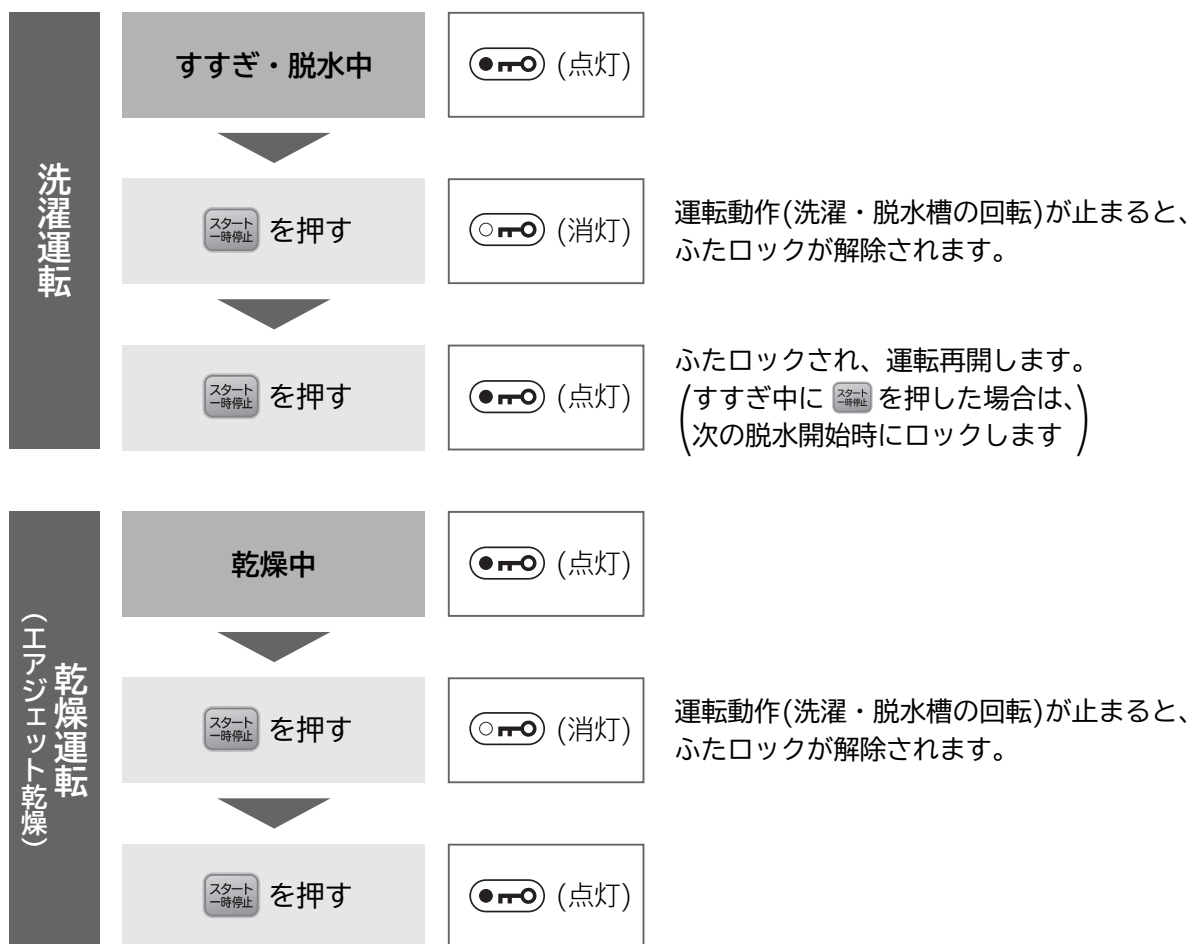 洗濯運転
すすぎ・脱水中
(点灯)
スタート
一時停止
を押す
(消灯)
運転動作(洗濯・脱水槽の回転)が止まると、
ふたロックが解除されます。
スタート
一時停止
を押す
(点灯)
ふたロックされ、運転再開します。
(すすぎ中に スタート 一時停止 を押した場合は、
次の脱水開始時にロックします)
乾燥運転
(エアジェット乾燥)
乾燥中
(点灯)
スタート
一時停止
を押す
(消灯)
運転動作(洗濯・脱水槽の回転)が止まると、
ふたロックが解除されます。
スタート
一時停止
を押す
(点灯)